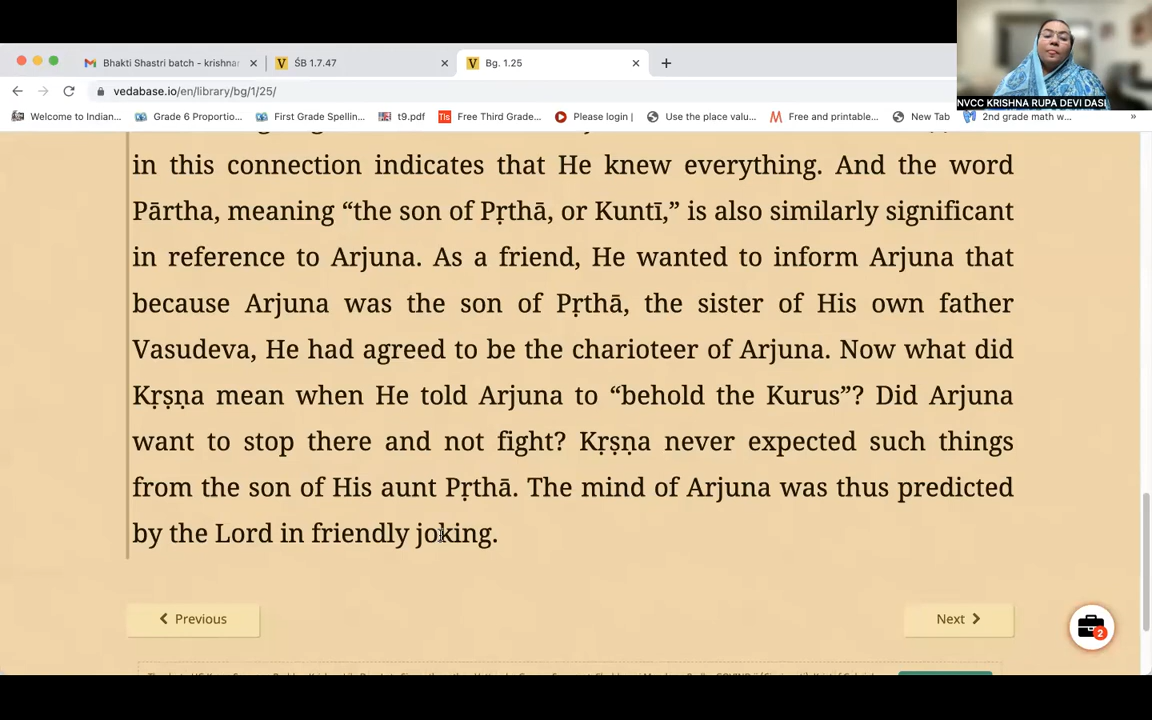 Bhakti Shastri batch - krishnar
ŚB 1.7.47
Bg. 1.25
vedabase.io/en/library/bg/1/25/
Welcome to Indian...
Grade 6 Proportio...
First Grade Spellin...
t9.pdf
Free Third Grade...
Please login |
Use the place valu...
Free and printable...
New Tab
2nd grade math w...
»
NVCC KRISHNA RUPA DEVI DASI
in this connection indicates that He knew everything. And the word
Pārtha, meaning “the son of Pṛthā, or Kuntī,” is also similarly significant
in reference to Arjuna. As a friend, He wanted to inform Arjuna that
because Arjuna was the son of Pṛthā, the sister of His own father
Vasudeva, He had agreed to be the charioteer of Arjuna. Now what did
Kṛṣṇa mean when He told Arjuna to “behold the Kurus”? Did Arjuna
want to stop there and not fight? Kṛṣṇa never expected such things
from the son of His aunt Pṛthā. The mind of Arjuna was thus predicted
by the Lord in friendly joking.
Previous
Next
2